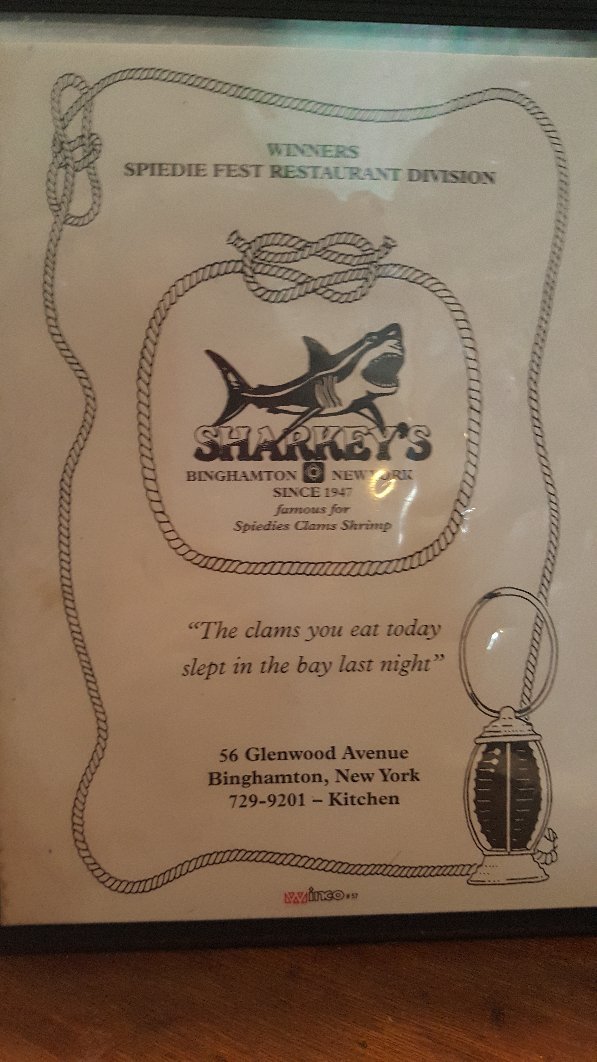 WINNERS
SPIEDIE FEST RESTAURANT DIVISION
SHARKEY'S
BINGHAMTON NEW YORK
SINCE 1947
famous for
Spiedies Clams Shrimp
“The clams you eat today
slept in the bay last night”
56 Glenwood Avenue
Binghamton, New York
729-9201 – Kitchen
Winco #57